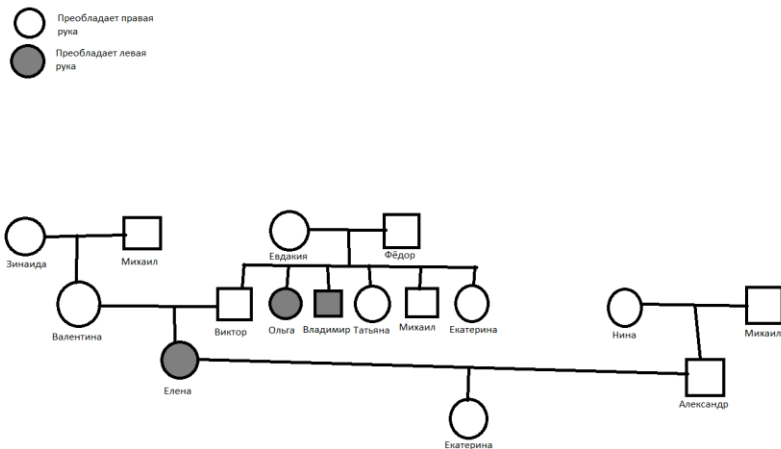 Преобладает правая
рука
Преобладает левая
рука
Евдакия
Фёдор
Зинаида
Михаил
Валентина
Виктор
Ольга
Владимир
Татьяна
Михаил
Екатерина
Нина
Михаил
Елена
Александр
Екатерина